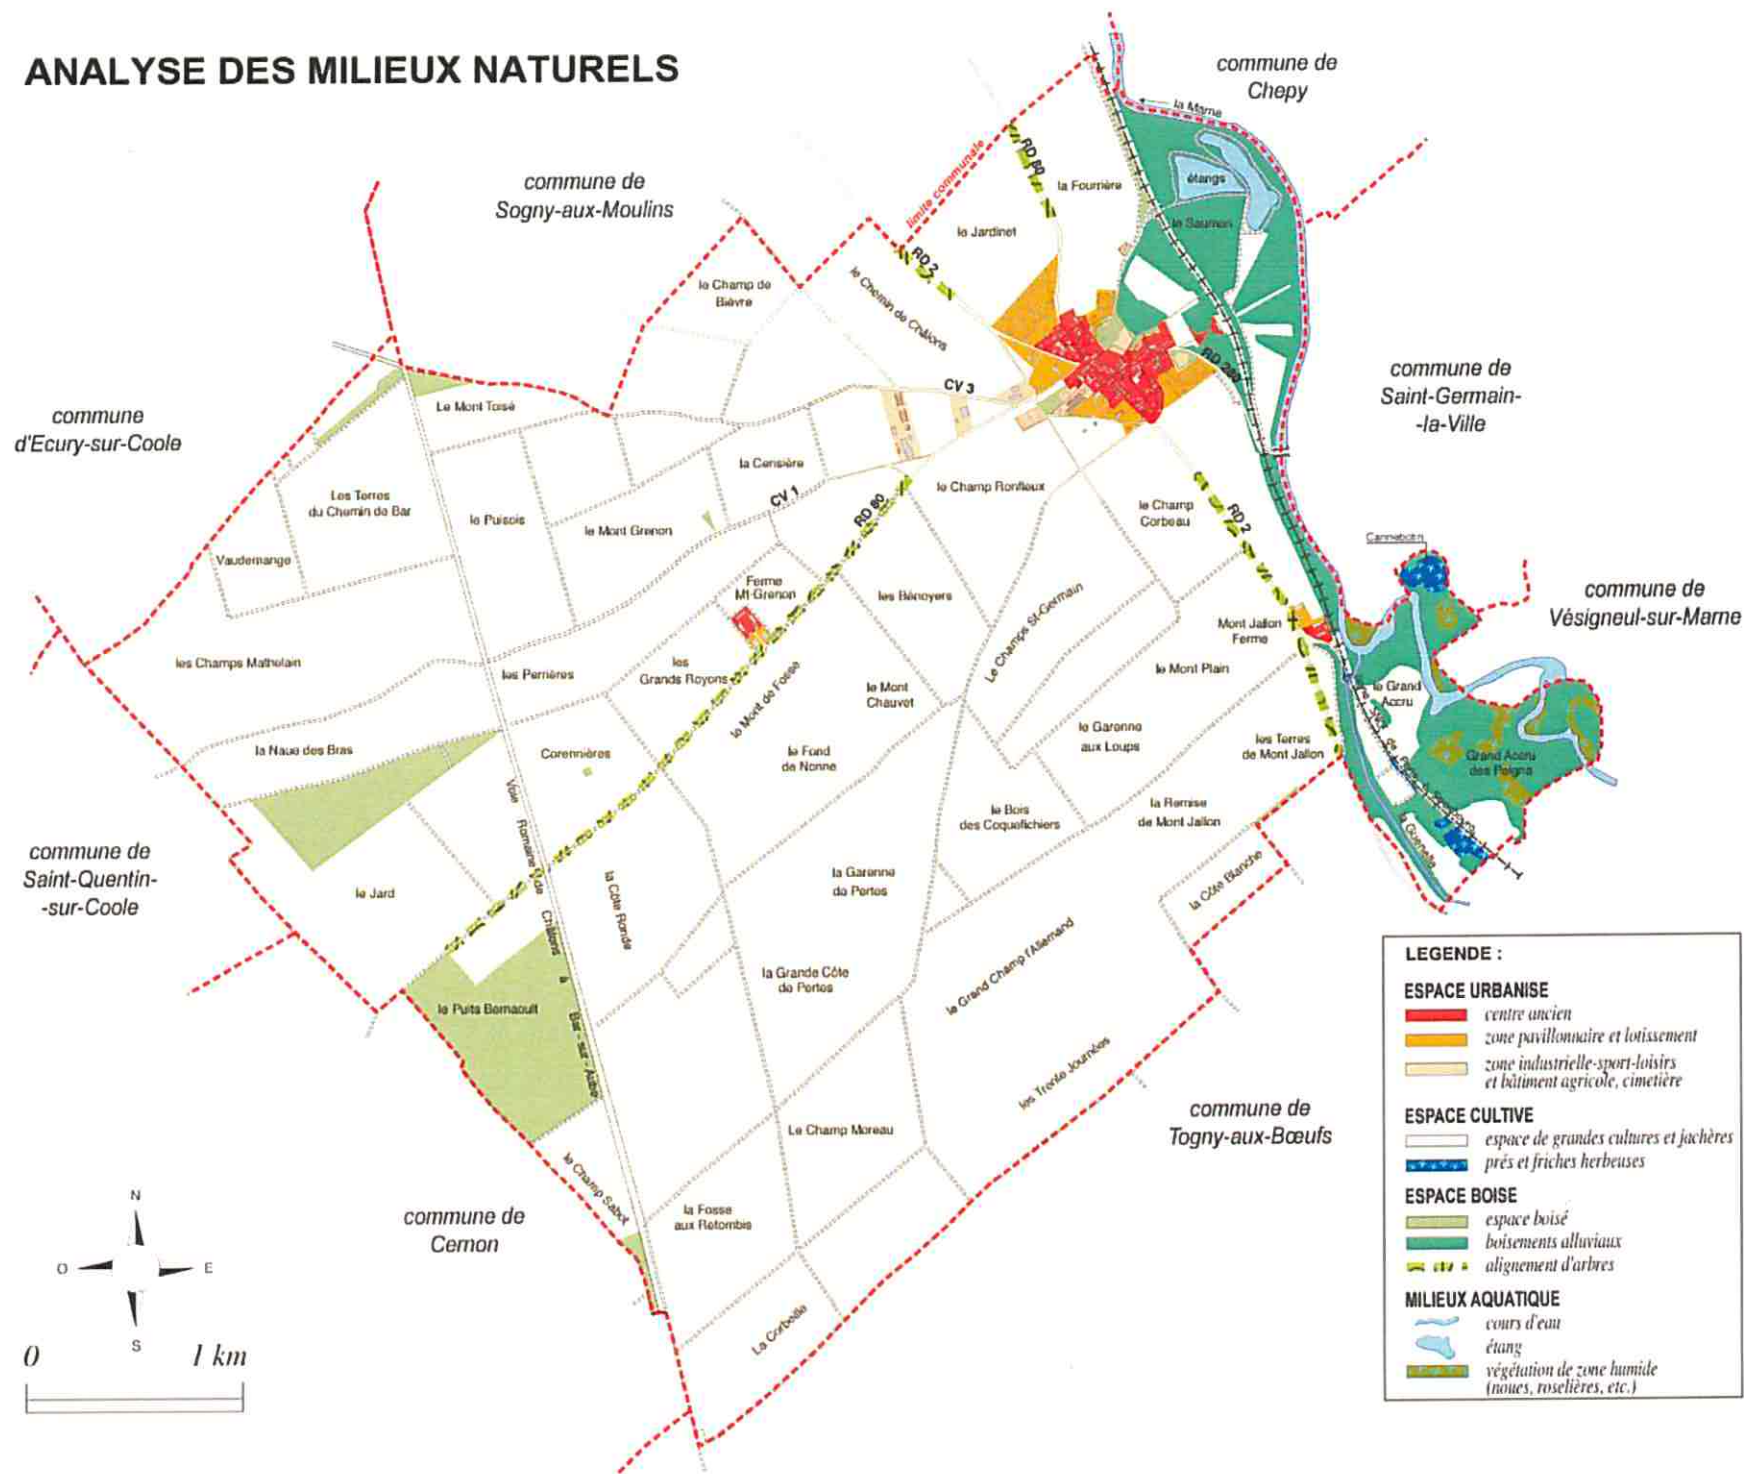 ANALYSE DES MILIEUX NATURELS
commune de
Chepy
la Marne
commune de
Sogny-aux-Moulins
limite communale
RD 80
la Fourrière
étangs
le Saumon
le Jardinet
RD 2
le Champ de
Bièvre
le Chemin de Châlons
RD 280
CV 3
commune de
Saint-Germain-
-la-Ville
commune
d'Ecury-sur-Coole
Le Mont Toisé
la Censière
le Champ Ronfleux
Les Terres
du Chemin de Bar
le Puisois
le Mont Grenon
CV 1
RD 80
le Champ
Corbeau
RD 2
Vaudemange
Ferme
Mt-Grenon
les Bénoyers
Le Champs St-Germain
commune de
Vésigneul-sur-Marne
Mont Jallon
Ferme
les Champs Mathelain
les Perrières
les
Grands Royons
le Mont de Fosse
le Mont
Chauvet
le Mont Plain
le Grand
Accru
la Naue des Bras
Corennières
le Fond
de Nonne
la Garenne
aux Loups
les Terres
de Mont Jallon
Grand Accru
des Peigns
le Bois
des Coquefichiers
la Remise
de Mont Jallon
la Guenelle
commune de
Saint-Quentin-
-sur-Coole
le Jard
Voie Romaine de Châlons à Bar-sur-Aube
la Côte Ronde
la Garenne
de Pertes
la Côte Blanche
la Grande Côte
de Pertes
le Grand Champ l'Allemand
le Puits Bernaoult
les Trente Journées
Le Champ Moreau
commune de
Togny-aux-Bœufs
le Champ Sabot
la Fosse
aux Retombis
commune de
Cernon
La Corbeille
N
O
E
S
0
1 km
LEGENDE :
ESPACE URBANISE
centre ancien
zone pavillonnaire et lotissement
zone industrielle-sport-loisirs
et bâtiment agricole, cimetière
ESPACE CULTIVE
espace de grandes cultures et jachères
prés et friches herbeuses
ESPACE BOISE
espace boisé
boisements alluviaux
alignement d'arbres
MILIEUX AQUATIQUE
cours d'eau
étang
végétation de zone humide
(noues, roselières, etc.)